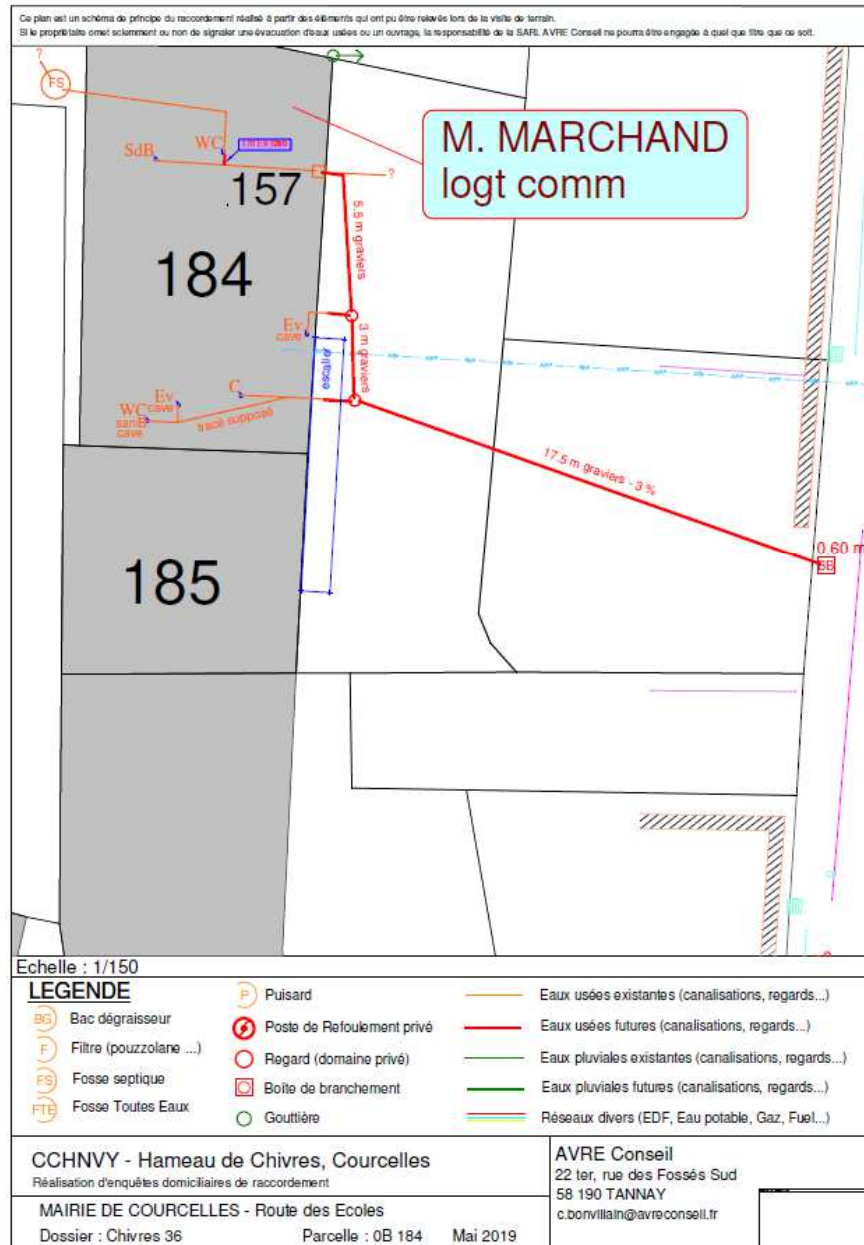 Ce plan est un schéma de principe du raccordement réalisé à partir des éléments qui ont pu être relevés lors de la visite de terrain.
Si le propriétaire omet sciemment ou non de signaler une évacuation d'eaux usées ou un ouvrage, la responsabilité de la SARL AVRE Conseil ne pourra être engagée à quel que titre que ce soit.
?
FS
M. MARCHAND
logt comm
SdB
WC
?
157
184
5.5 m graviers
Ev
cave
escalier
3 m graviers
C
Ev
cave
WC
saniB
cave
tracé supposé
17.5 m graviers - 3 %
0.60 m
185
Echelle : 1/150
LEGENDE
BG Bac dégraisseur
F Filtre (pouzzolane ...)
FS Fosse septique
FTE Fosse Toutes Eaux
P Puisard
Poste de Refoulement privé
Regard (domaine privé)
Boîte de branchement
Gouttière
Eaux usées existantes (canalisations, regards...)
Eaux usées futures (canalisations, regards...)
Eaux pluviales existantes (canalisations, regards...)
Eaux pluviales futures (canalisations, regards...)
Réseaux divers (EDF, Eau potable, Gaz, Fuel...)
CCHNVY - Hameau de Chivres, Courcelles
Réalisation d'enquêtes domiciliaires de raccordement
MAIRIE DE COURCELLES - Route des Ecoles
Dossier : Chivres 36 Parcelle : 0B 184 Mai 2019
AVRE Conseil
22 ter, rue des Fossés Sud
58 190 TANNAY
c.bonvillain@avreconseil.fr